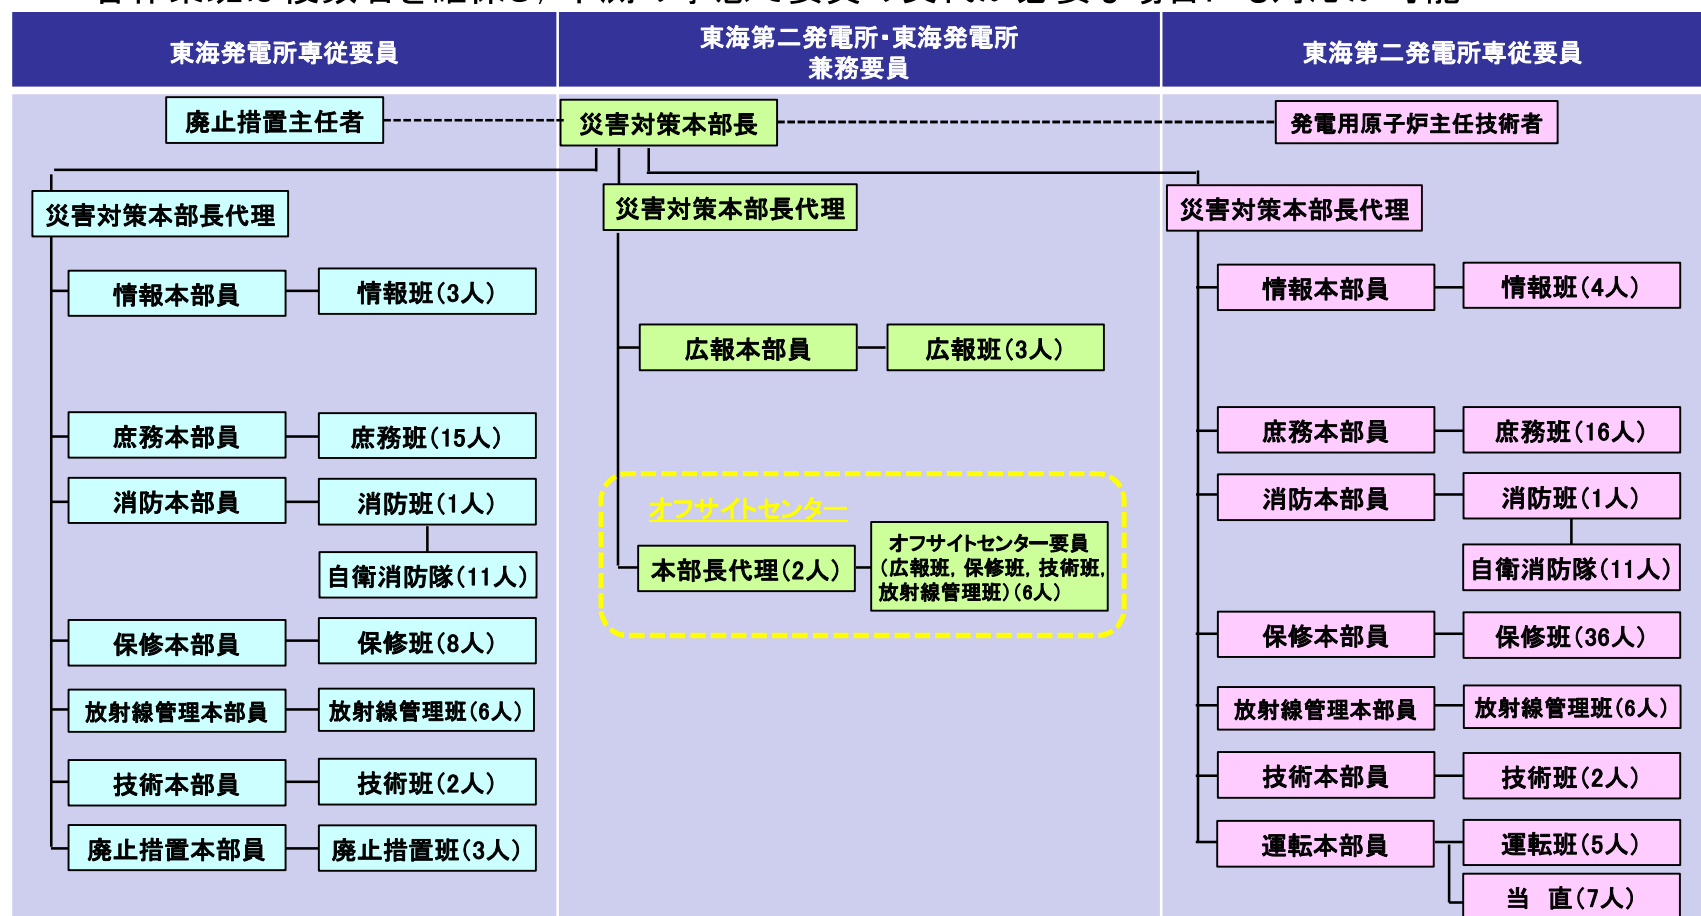 東海発電所専従要員
東海第二発電所・東海発電所
兼務要員
東海第二発電所専従要員
廃止措置主任者
災害対策本部長
発電用原子炉主任技術者
災害対策本部長代理
災害対策本部長代理
災害対策本部長代理
情報本部員
情報班(3人)
庶務本部員
庶務班(15人)
消防本部員
消防班(1人)
自衛消防隊(11人)
保修本部員
保修班(8人)
放射線管理本部員
放射線管理班(6人)
技術本部員
技術班(2人)
廃止措置本部員
廃止措置班(3人)
広報本部員
広報班(3人)
オフサイトセンター
本部長代理(2人)
オフサイトセンター要員
(広報班,保修班,技術班,
放射線管理班)(6人)
情報本部員
情報班(4人)
庶務本部員
庶務班(16人)
消防本部員
消防班(1人)
自衛消防隊(11人)
保修本部員
保修班(36人)
放射線管理本部員
放射線管理班(6人)
技術本部員
技術班(2人)
運転本部員
運転班(5人)
当 直(7人)